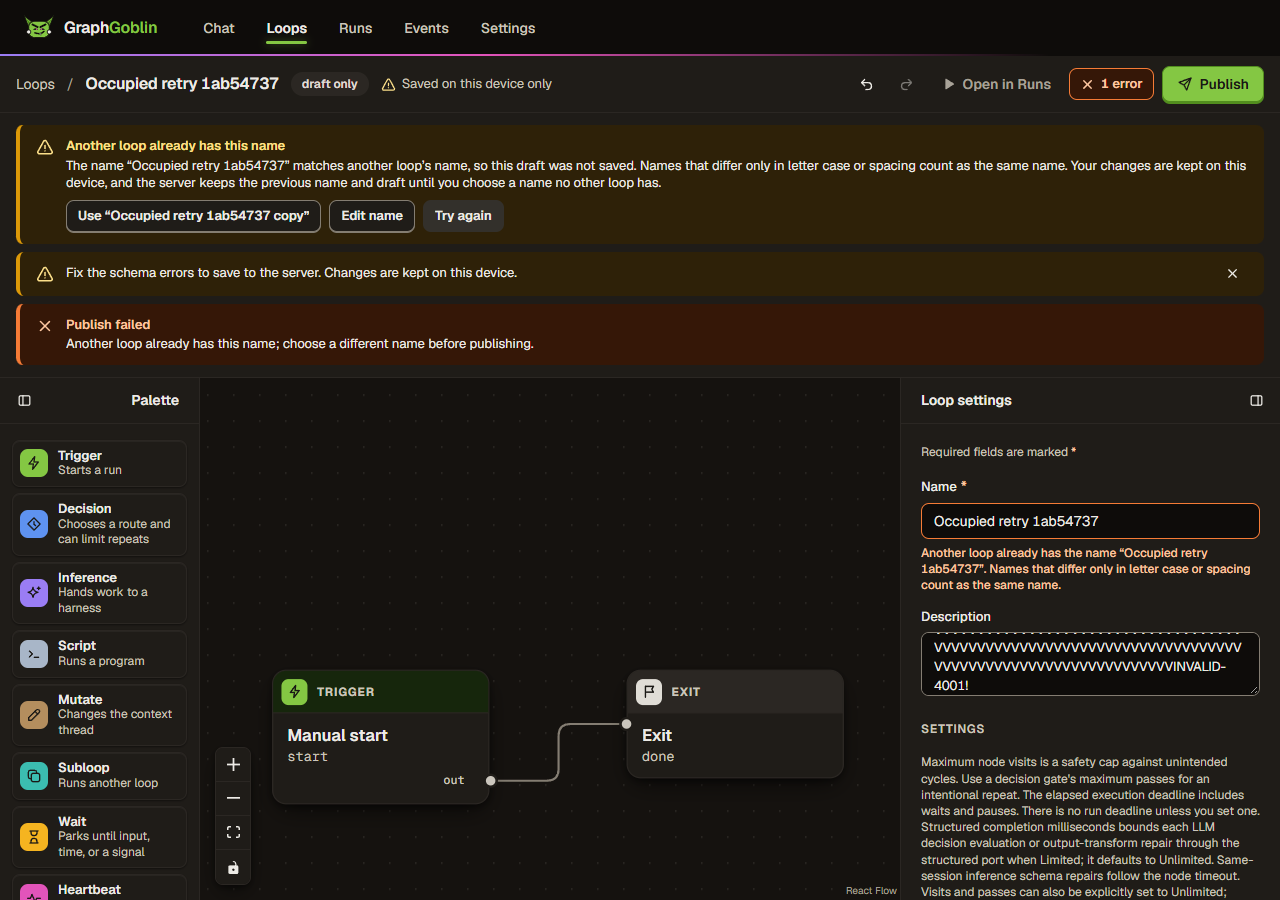 GraphGoblin
Chat
Loops
Runs
Events
Settings
Loops / Occupied retry 1ab54737
draft only
Saved on this device only
Open in Runs
1 error
Publish
Another loop already has this name
The name “Occupied retry 1ab54737” matches another loop’s name, so this draft was not saved. Names that differ only in letter case or spacing count as the same name. Your changes are kept on this
device, and the server keeps the previous name and draft until you choose a name no other loop has.
Use “Occupied retry 1ab54737 copy”
Edit name
Try again
Fix the schema errors to save to the server. Changes are kept on this device.
Publish failed
Another loop already has this name; choose a different name before publishing.
Palette
Trigger
Starts a run
Decision
Chooses a route and
can limit repeats
Inference
Hands work to a
harness
Script
Runs a program
Mutate
Changes the context
thread
Subloop
Runs another loop
Wait
Parks until input,
time, or a signal
Heartbeat
TRIGGER
Manual start
start
out
EXIT
Exit
done
React Flow
Loop settings
Required fields are marked *
Name *
Occupied retry 1ab54737
Another loop already has the name “Occupied retry
1ab54737”. Names that differ only in letter case or spacing
count as the same name.
Description
INVALID-
4001!
SETTINGS
Maximum node visits is a safety cap against unintended
cycles. Use a decision gate's maximum passes for an
intentional repeat. The elapsed execution deadline includes
waits and pauses. There is no run deadline unless you set one.
Structured completion milliseconds bounds each LLM
decision evaluation or output-transform repair through the
structured port when Limited; it defaults to Unlimited. Same-
session inference schema repairs follow the node timeout.
Visits and passes can also be explicitly set to Unlimited;